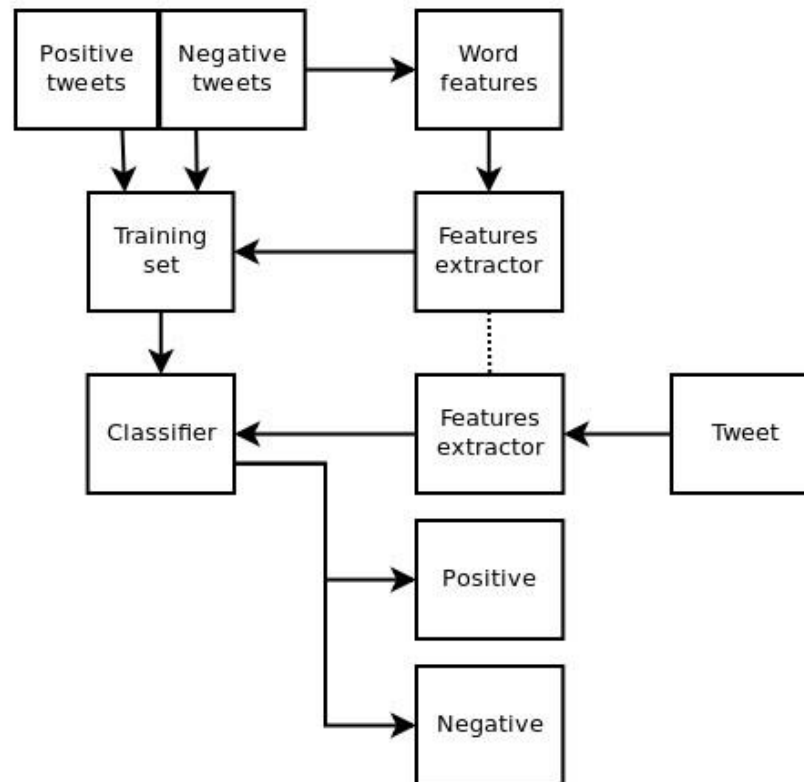 Positive
tweets
Negative
tweets
Word
features
Training
set
Features
extractor
Classifier
Features
extractor
Tweet
Positive
Negative